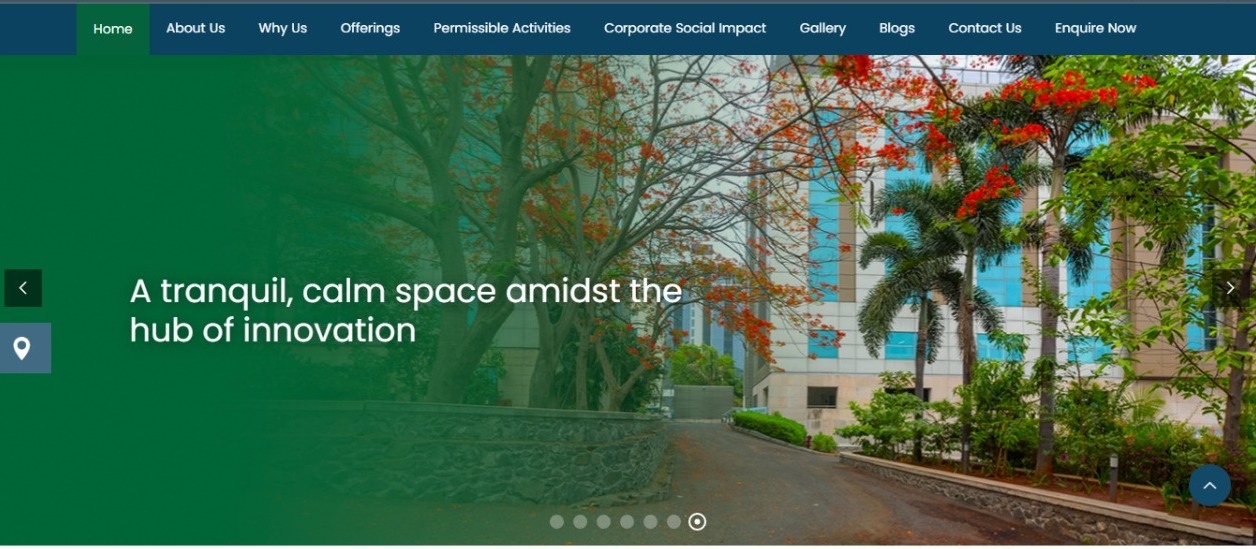 Home About Us Why Us Offerings Permissible Activities Corporate Social Impact Gallery Blogs Contact Us Enquire Now
A tranquil, calm space amidst the
hub of innovation